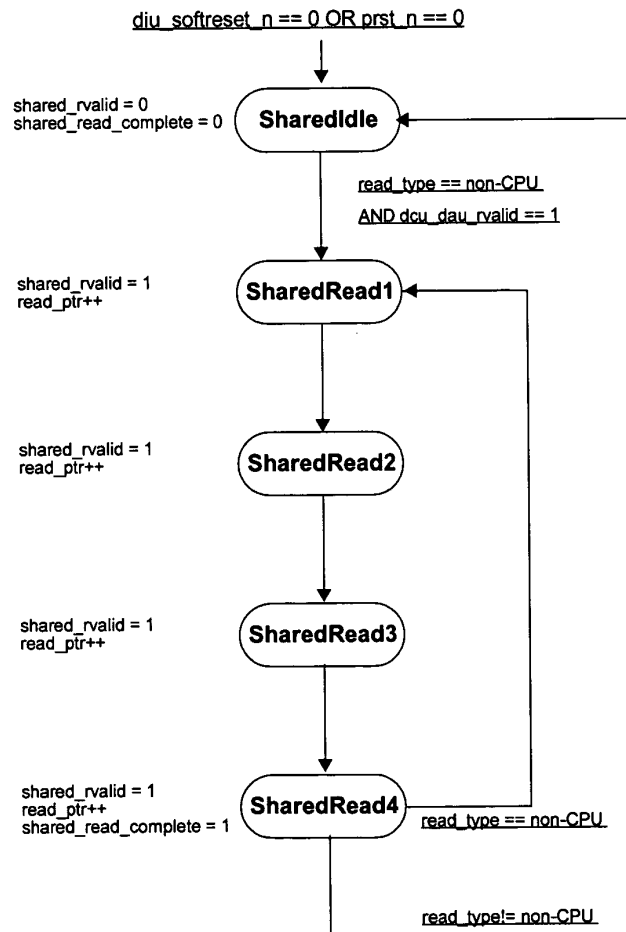 diu_softreset_n == 0 OR prst_n == 0
shared_rvalid = 0
shared_read_complete = 0
SharedIdle
read_type == non-CPU
AND dcu_dau_rvalid == 1
shared_rvalid = 1
read_ptr++
SharedRead1
shared_rvalid = 1
read_ptr++
SharedRead2
shared_rvalid = 1
read_ptr++
SharedRead3
shared_rvalid = 1
read_ptr++
shared_read_complete = 1
SharedRead4
read_type == non-CPU
read_type!= non-CPU